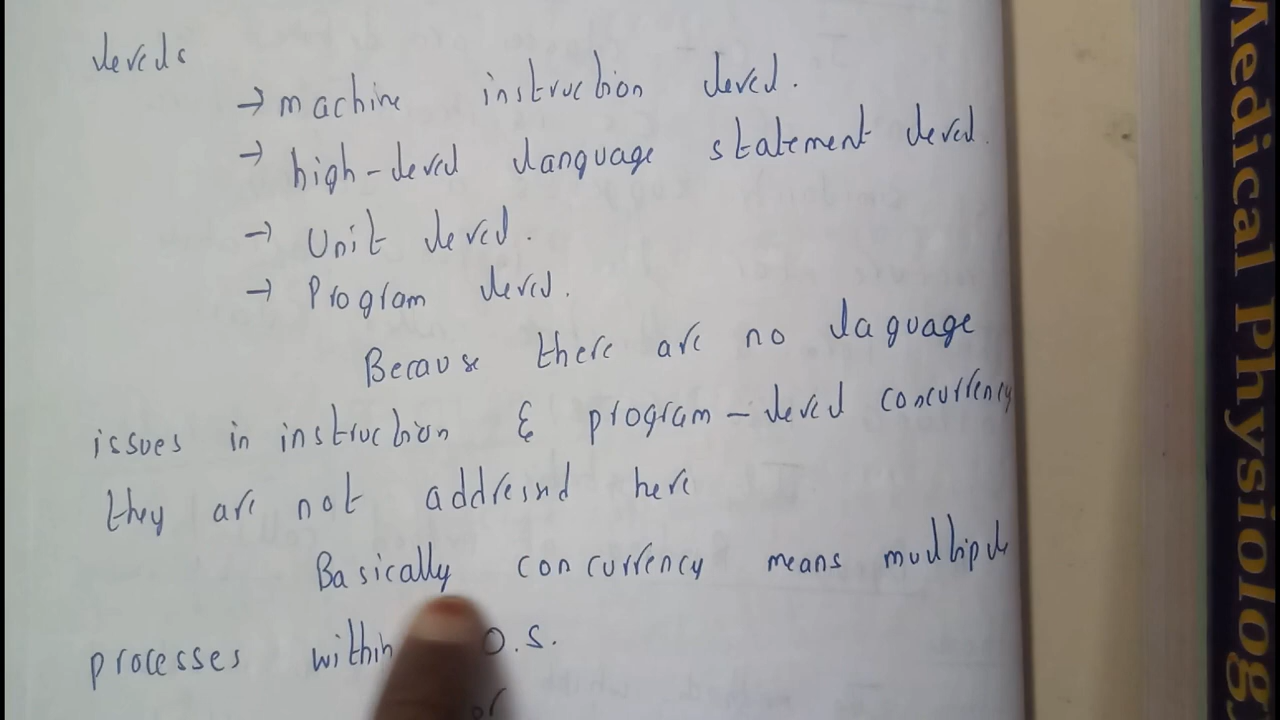 levels
→ machine instruction level.
→ high-level language statement level.
→ Unit level.
→ Program level.
Because there are no laguage
issues in instruction & program-level concurrency
they are not addresed here
Basically concurrency means multiple
processes within O.S.
or
Medical Physiology